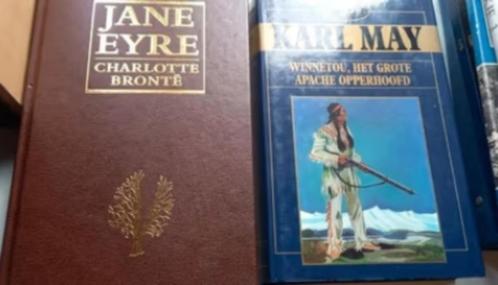 JANE
EYRE
CHARLOTTE
BRONTË
KARL MAY
WINNETOU, HET GROTE
APACHE OPPERHOOFD